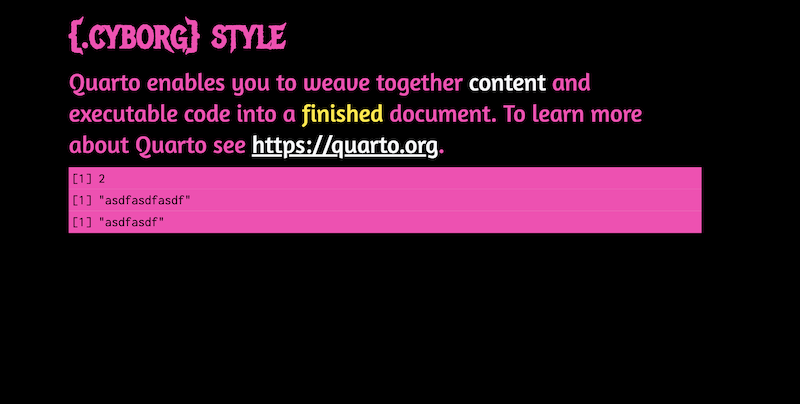 {.CYBORG} STYLE
Quarto enables you to weave together content and
executable code into a finished document. To learn more
about Quarto see https://quarto.org.
[1] 2
[1] "asdfasdfasdf"
[1] "asdfasdf"